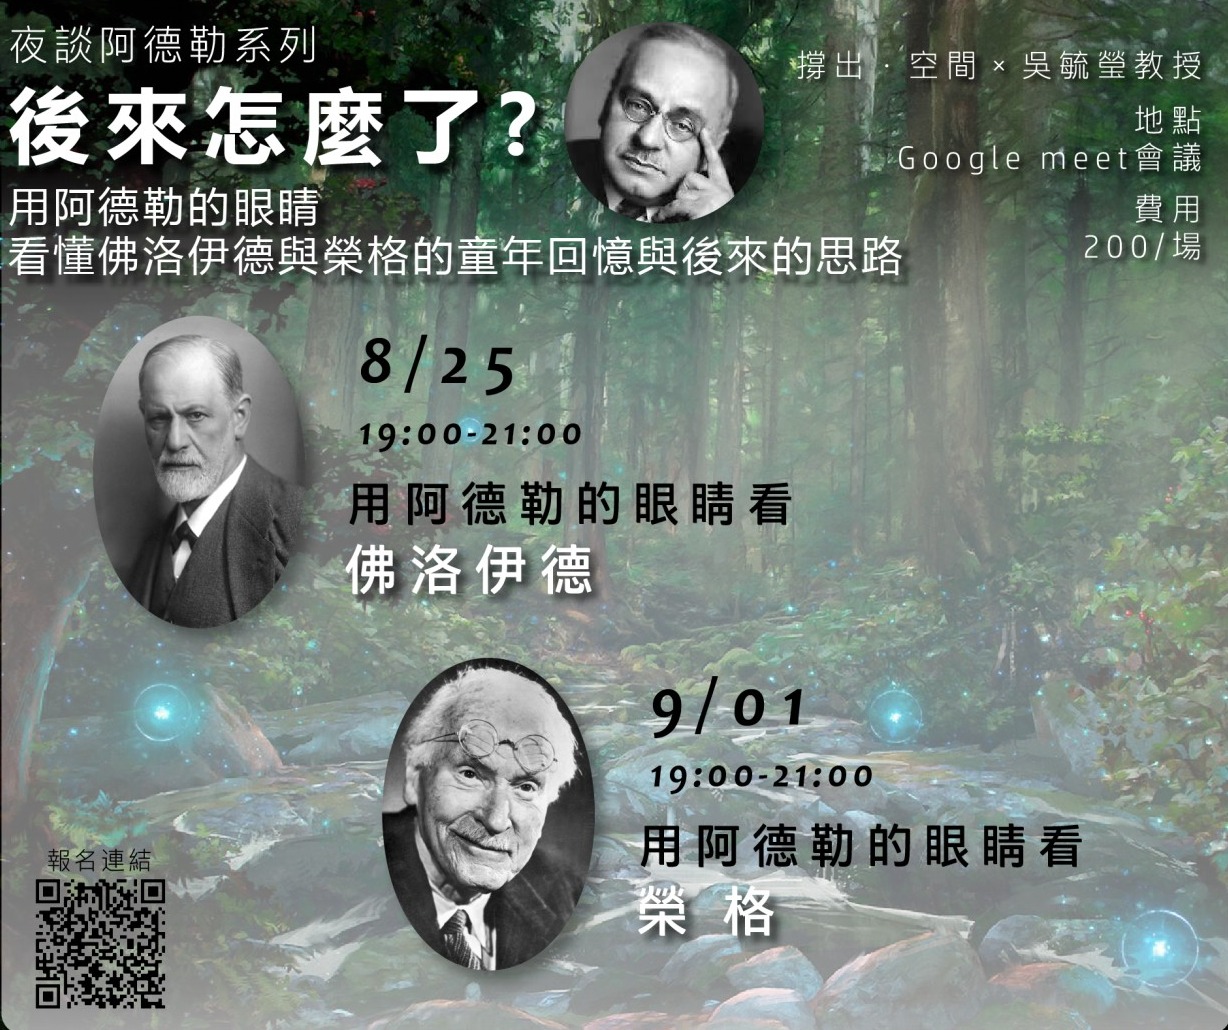 夜談阿德勒系列
後來怎麼了?
用阿德勒的眼睛
看懂佛洛伊德與榮格的童年回憶與後來的思路
撐出·空間×吳毓瑩教授
地點
Google meet會議
費用
200/場
8/25
19:00-21:00
用阿德勒的眼睛看
佛洛伊德
9/01
19:00-21:00
用阿德勒的眼睛看
榮格
報名連結